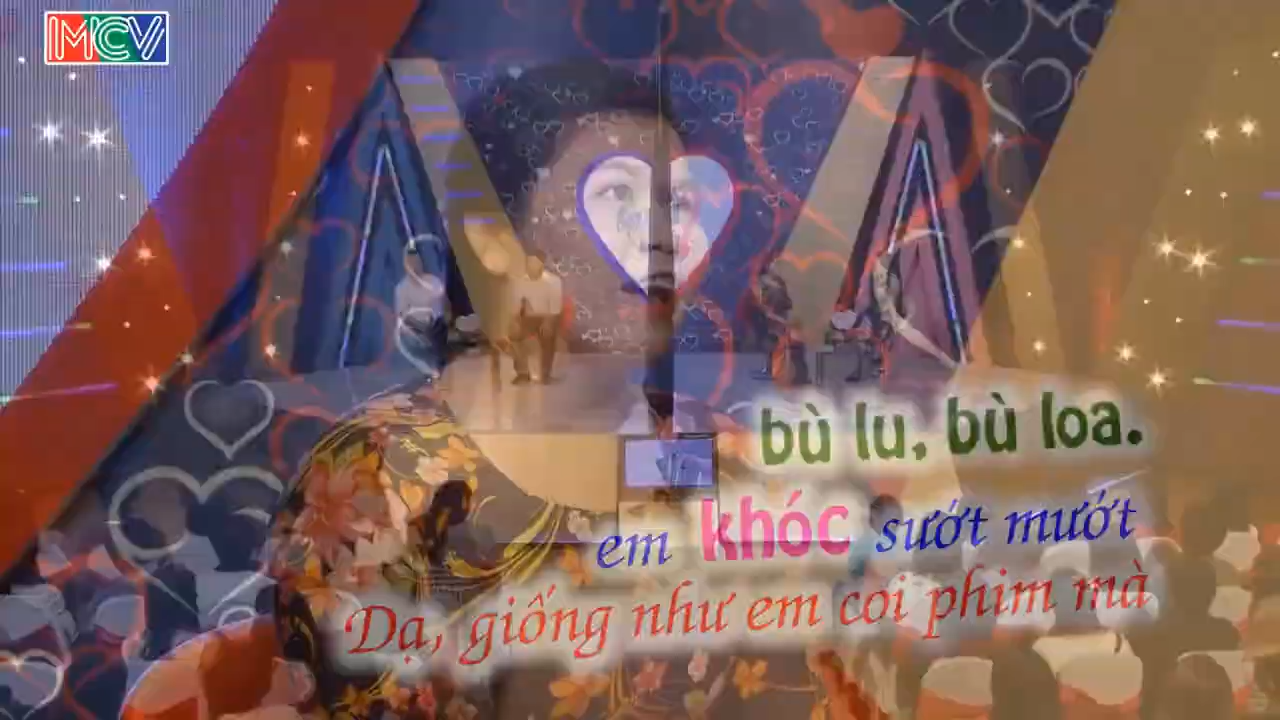 MCV
bù lu, bù loa.
em khóc sướt mướt
Dạ, giống như em coi phim mà